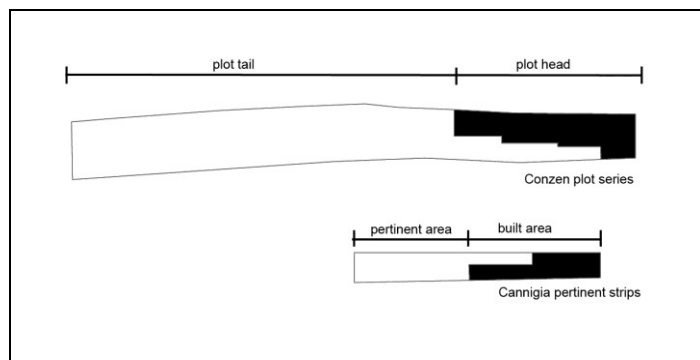 plot tail plot head
Conzen plot series
pertinent area built area
Cannigia pertinent strips